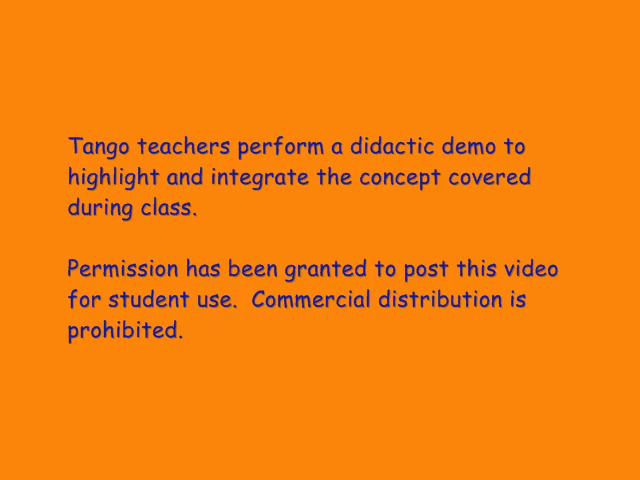 Tango teachers perform a didactic demo to
highlight and integrate the concept covered
during class.
Permission has been granted to post this video
for student use.  Commercial distribution is
prohibited.